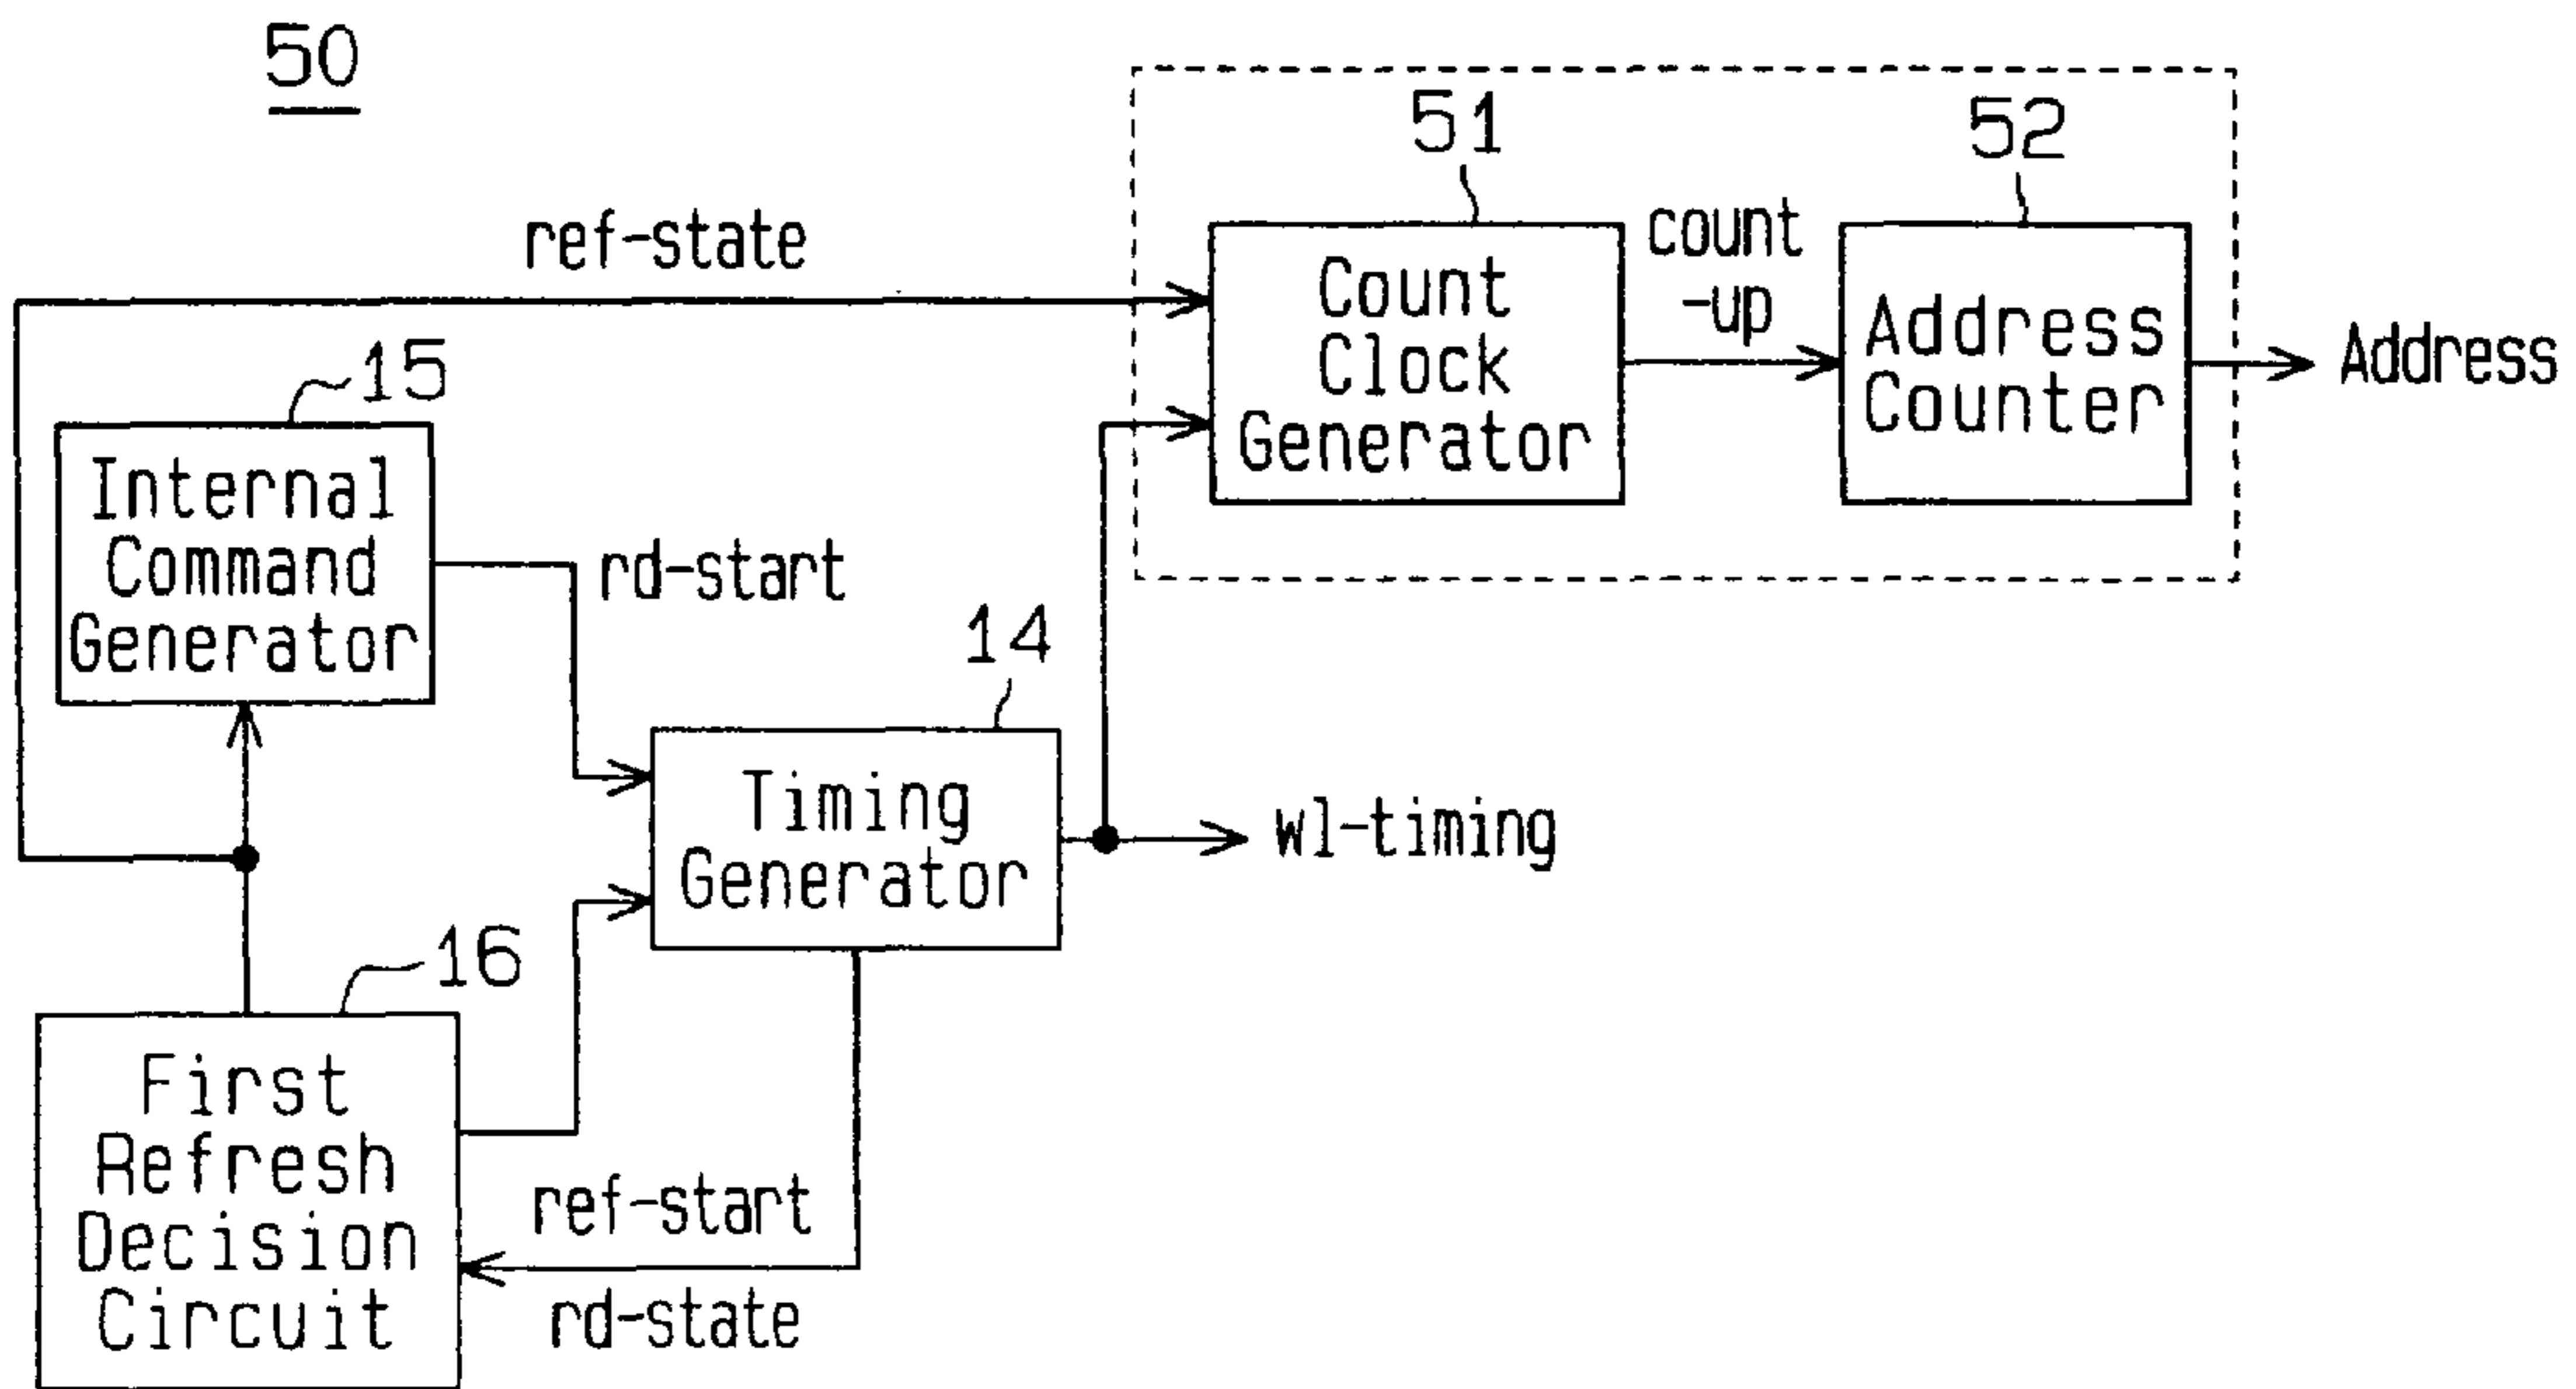 50
51
52
ref-state
count
-up
Count
Clock
Generator
Address
Counter
Address
15
Internal
Command
Generator
rd-start
14
Timing
Generator
wl-timing
16
First
Refresh
Decision
Circuit
ref-start
rd-state